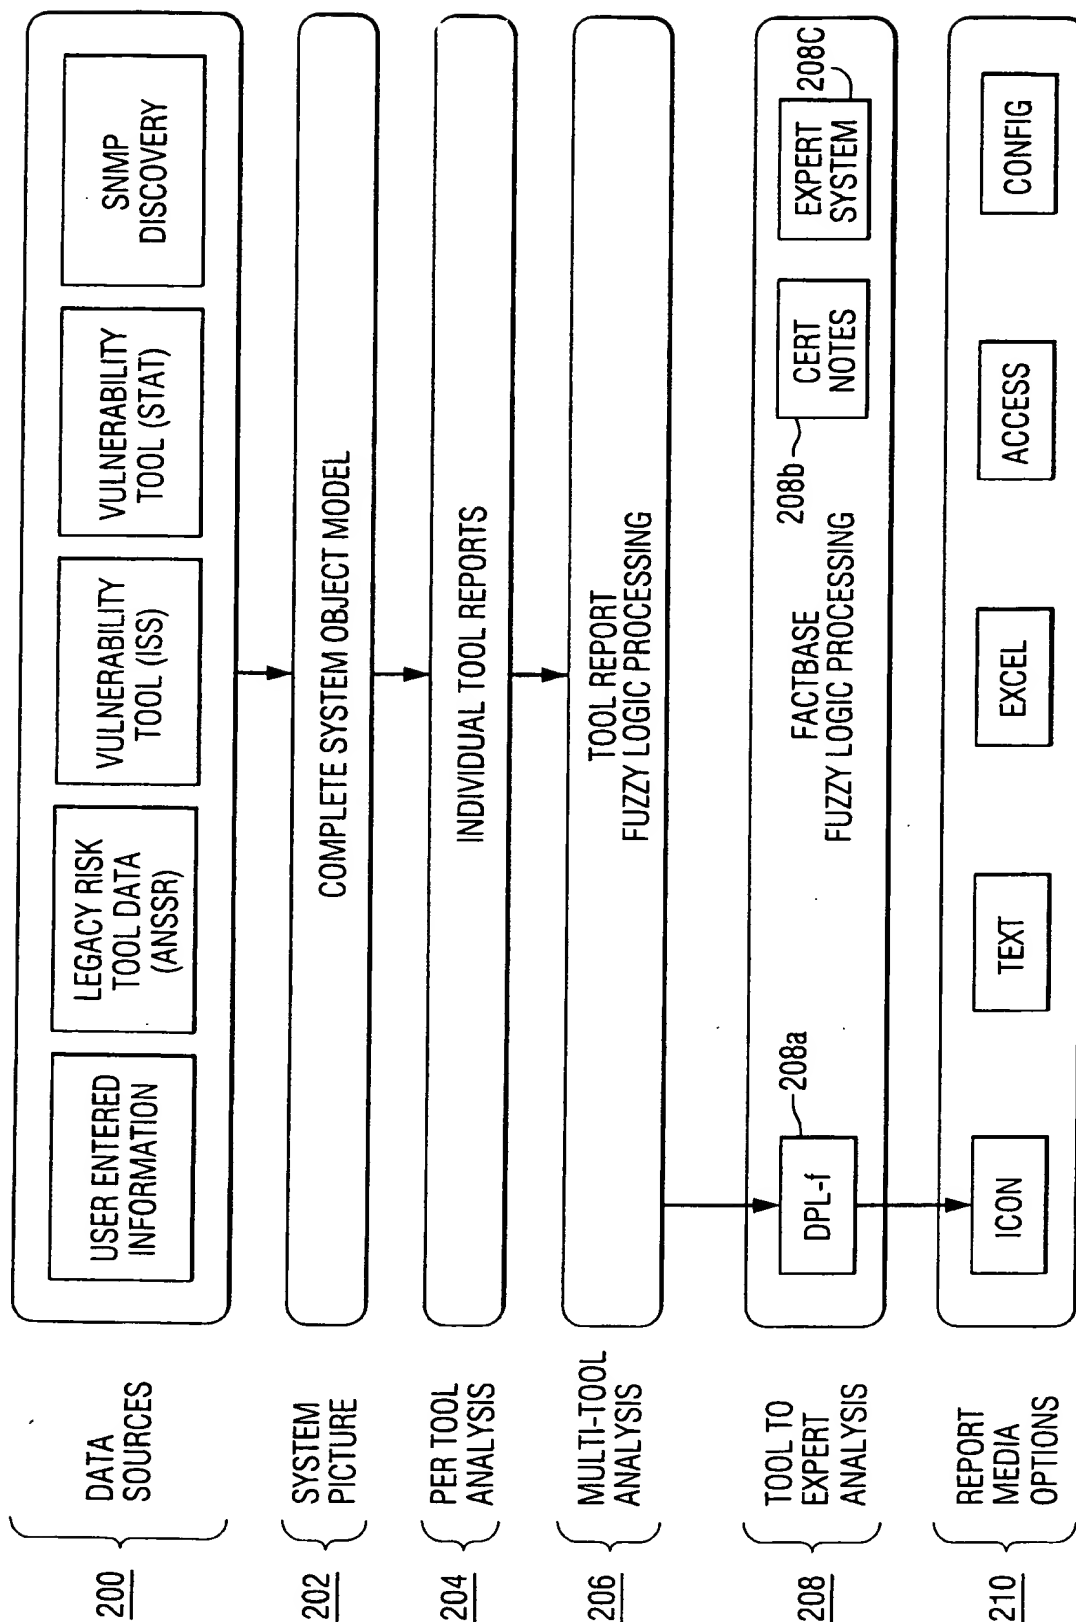 200
DATA
SOURCES
USER ENTERED
INFORMATION
LEGACY RISK
TOOL DATA
(ANSSR)
VULNERABILITY
TOOL (ISS)
VULNERABILITY
TOOL (STAT)
SNMP
DISCOVERY
202
SYSTEM
PICTURE
COMPLETE SYSTEM OBJECT MODEL
204
PER TOOL
ANALYSIS
INDIVIDUAL TOOL REPORTS
206
MULTI-TOOL
ANALYSIS
TOOL REPORT
FUZZY LOGIC PROCESSING
208
TOOL TO
EXPERT
ANALYSIS
DPL-f
208a
FACTBASE
FUZZY LOGIC PROCESSING
208b
CERT
NOTES
EXPERT
SYSTEM
208C
210
REPORT
MEDIA
OPTIONS
ICON
TEXT
EXCEL
ACCESS
CONFIG